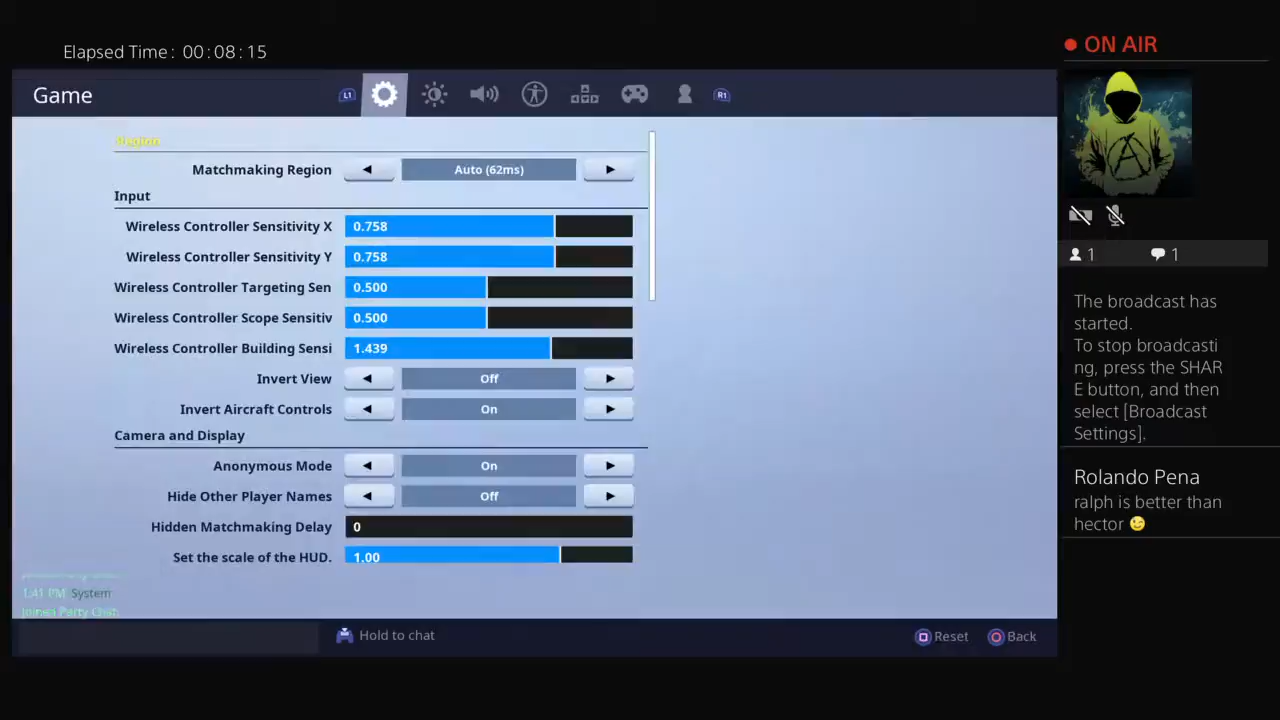 Elapsed Time: 00:08:15
ON AIR
Game
L1
R1
Region
Matchmaking Region
Auto (62ms)
Input
Wireless Controller Sensitivity X
0.758
Wireless Controller Sensitivity Y
0.758
Wireless Controller Targeting Sen
0.500
Wireless Controller Scope Sensitiv
0.500
Wireless Controller Building Sensi
1.439
Invert View
Off
Invert Aircraft Controls
On
Camera and Display
Anonymous Mode
On
Hide Other Player Names
Off
Hidden Matchmaking Delay
0
Set the scale of the HUD.
1.00
1:41 PM System
Joined Party Chat
Hold to chat
Reset
Back
1
1
The broadcast has
started.
To stop broadcasti
ng, press the SHAR
E button, and then
select [Broadcast
Settings].
Rolando Pena
ralph is better than
hector 😉